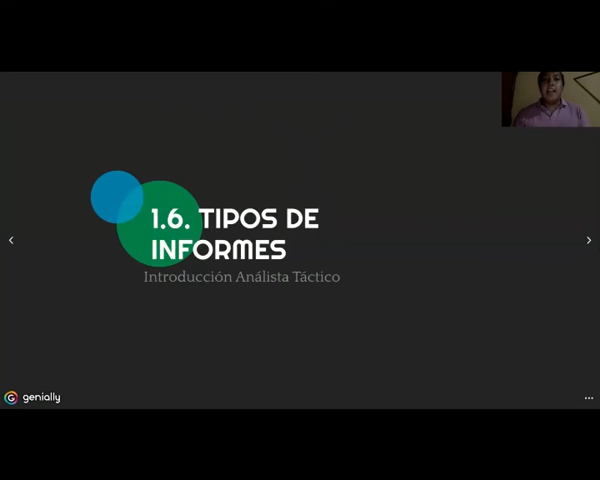 1.6. TIPOS DE
INFORMES
Introducción Análista Táctico
genially